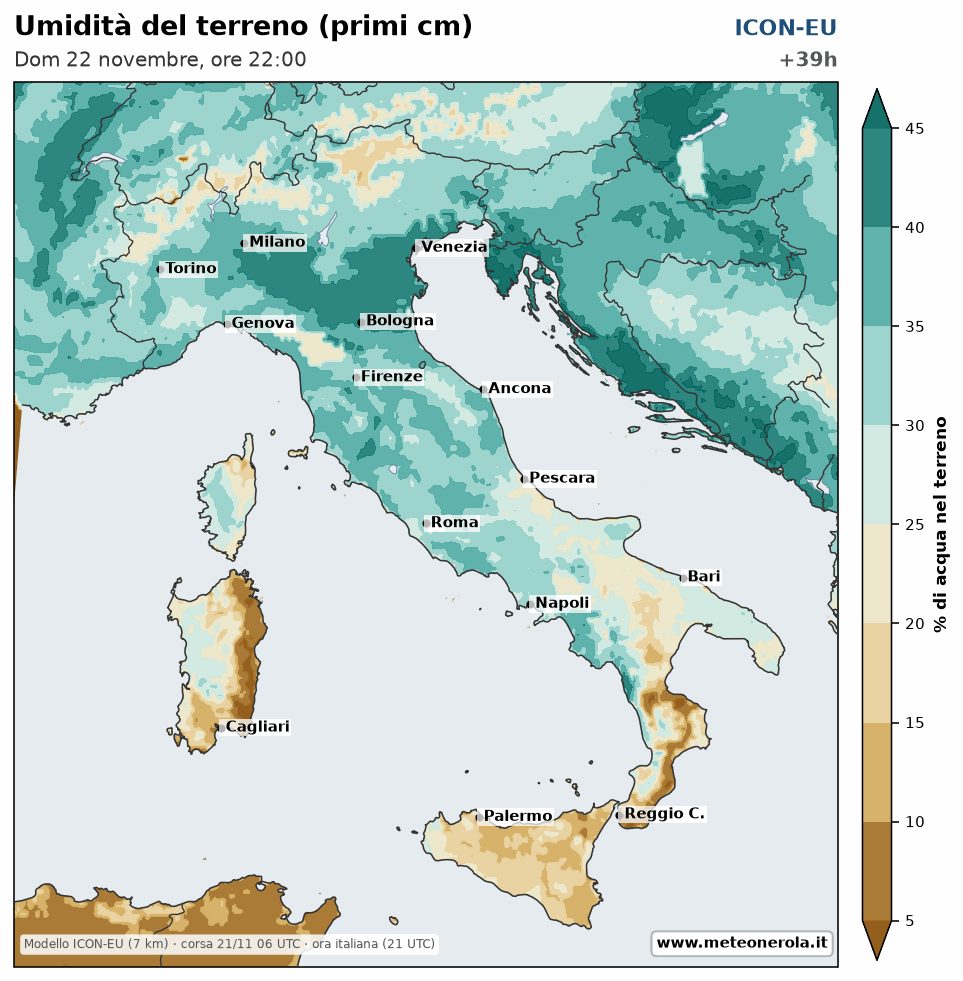 Umidità del terreno (primi cm)
ICON-EU
Dom 22 novembre, ore 22:00
+39h
Milano
Venezia
Torino
Genova
Bologna
Firenze
Ancona
Pescara
Roma
Bari
Napoli
Cagliari
Palermo
Reggio C.
45
40
35
30
25
20
15
10
5
% di acqua nel terreno
Modello ICON-EU (7 km) · corsa 21/11 06 UTC · ora italiana (21 UTC)
www.meteonerola.it